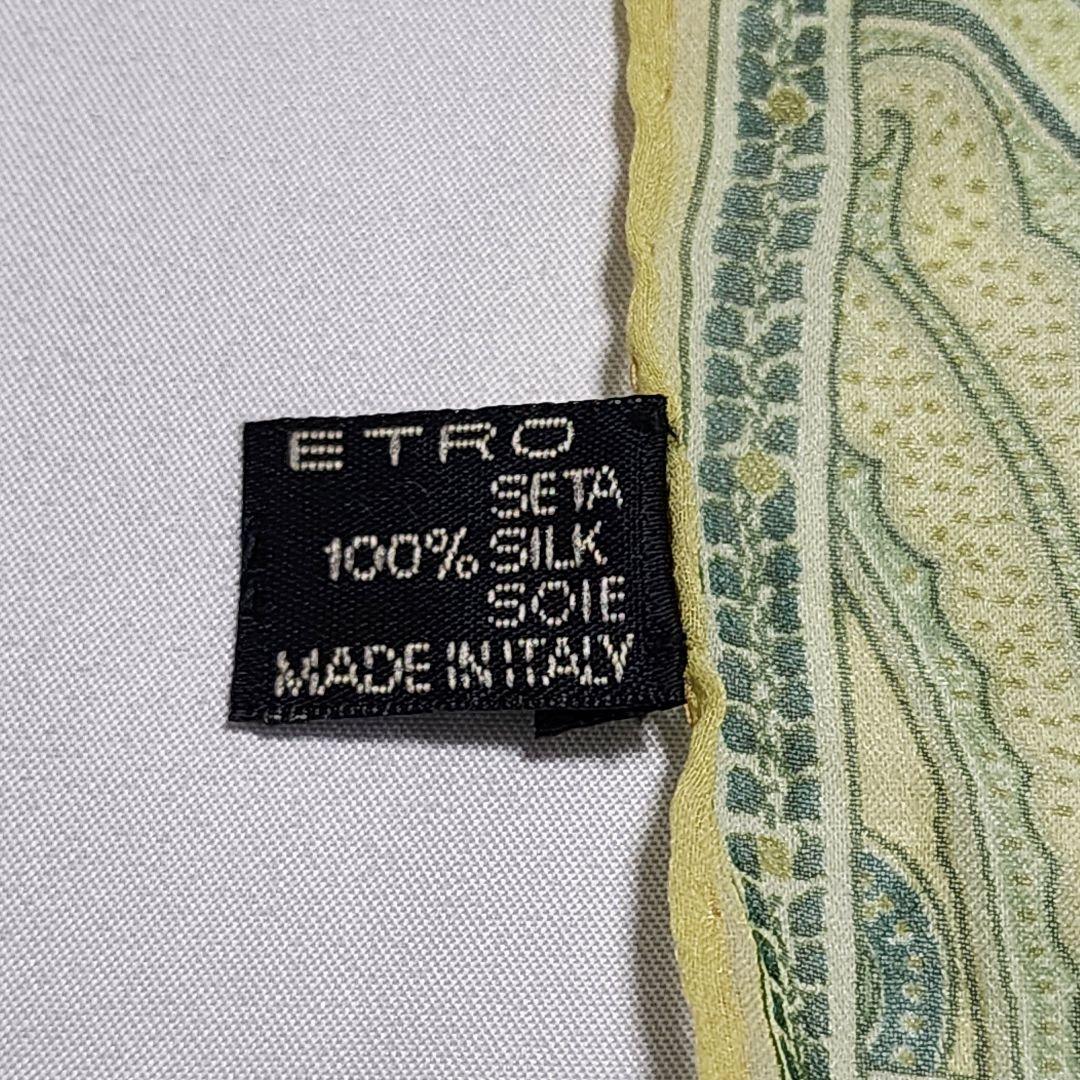 ETRO
SETA
100% SILK
SOIE
MADE IN ITALY